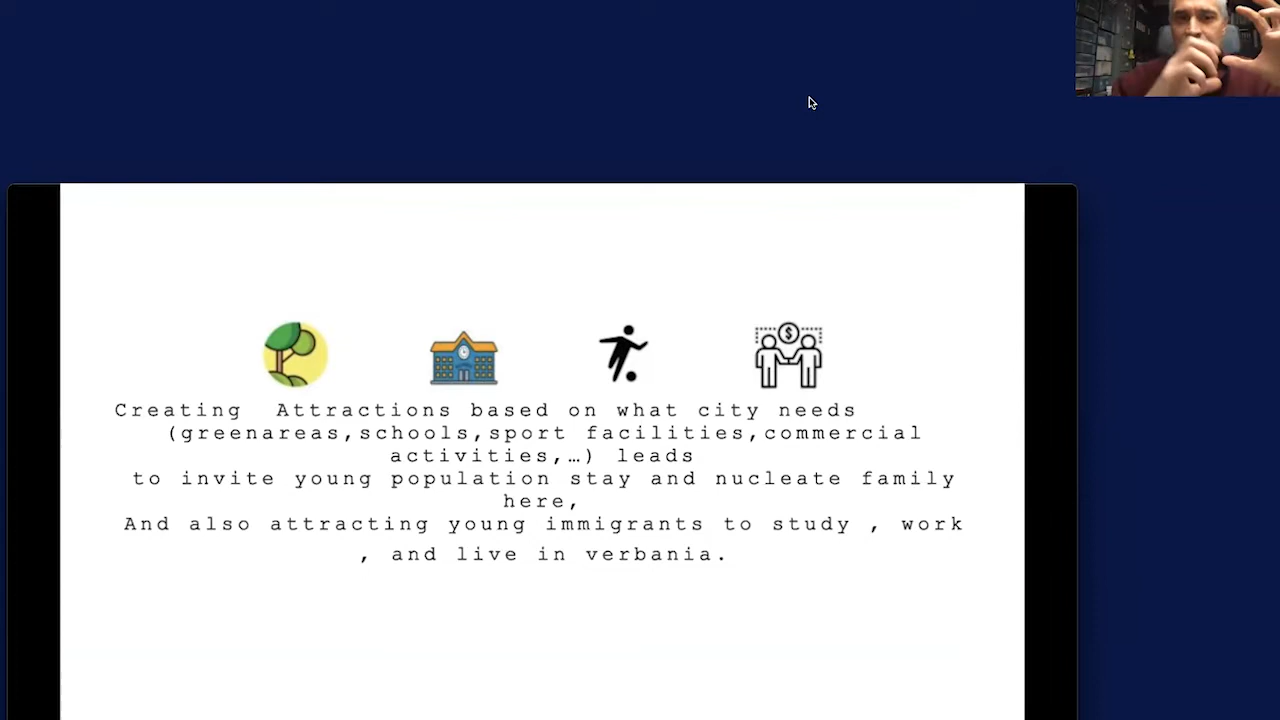 $
Creating Attractions based on what city needs
(greenareas,schools,sport facilities,commercial
activities,…) leads
to invite young population stay and nucleate family
here,
And also attracting young immigrants to study , work
, and live in verbania.